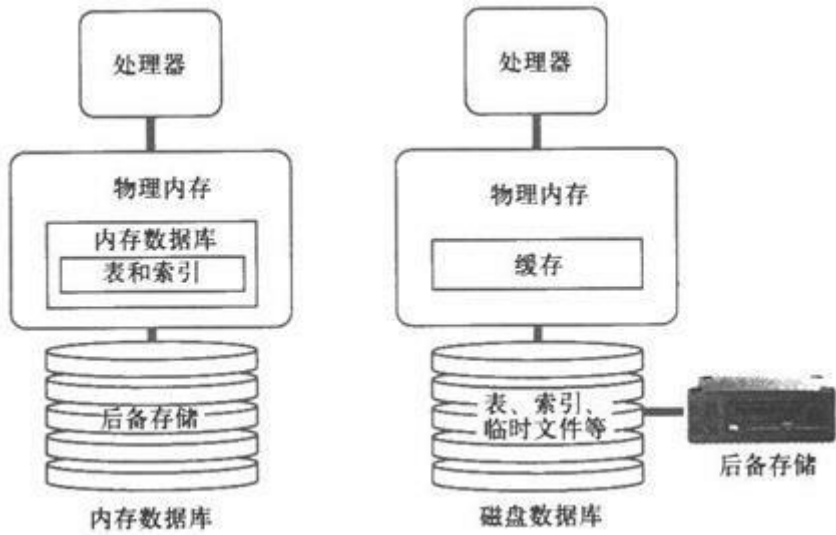 处理器
物理内存
内存数据库
表和索引
后备存储
内存数据库
处理器
物理内存
缓存
表、索引、
临时文件等
后备存储
磁盘数据库